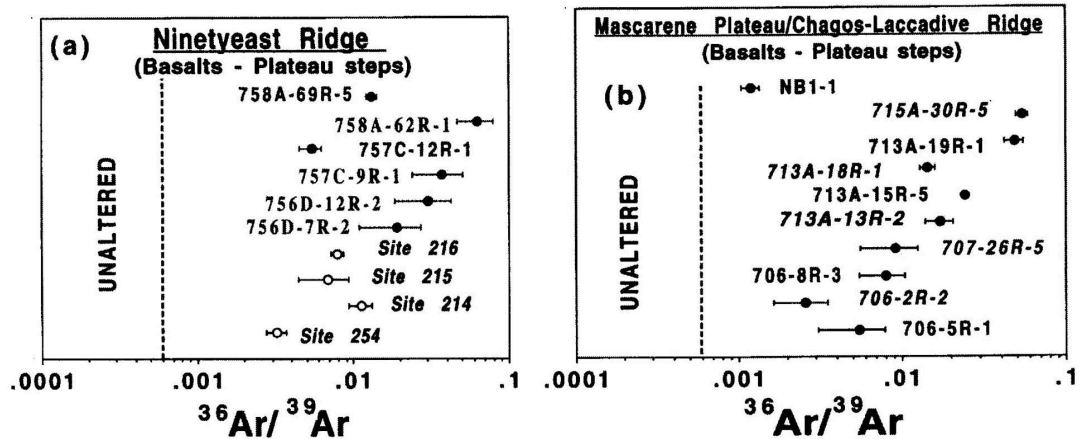 (a)
Ninetyeast Ridge
(Basalts - Plateau steps)
758A-69R-5
758A-62R-1
757C-12R-1
757C-9R-1
756D-12R-2
756D-7R-2
Site 216
Site 215
Site 214
Site 254
UNALTERED
.0001 .001 .01 .1
36Ar/ 39Ar
Mascarene Plateau/Chagos-Laccadive Ridge
(Basalts - Plateau steps)
(b)
NB1-1
715A-30R-5
713A-19R-1
713A-18R-1
713A-15R-5
713A-13R-2
707-26R-5
706-8R-3
706-2R-2
706-5R-1
UNALTERED
.0001 .001 .01 .1
36Ar/ 39Ar